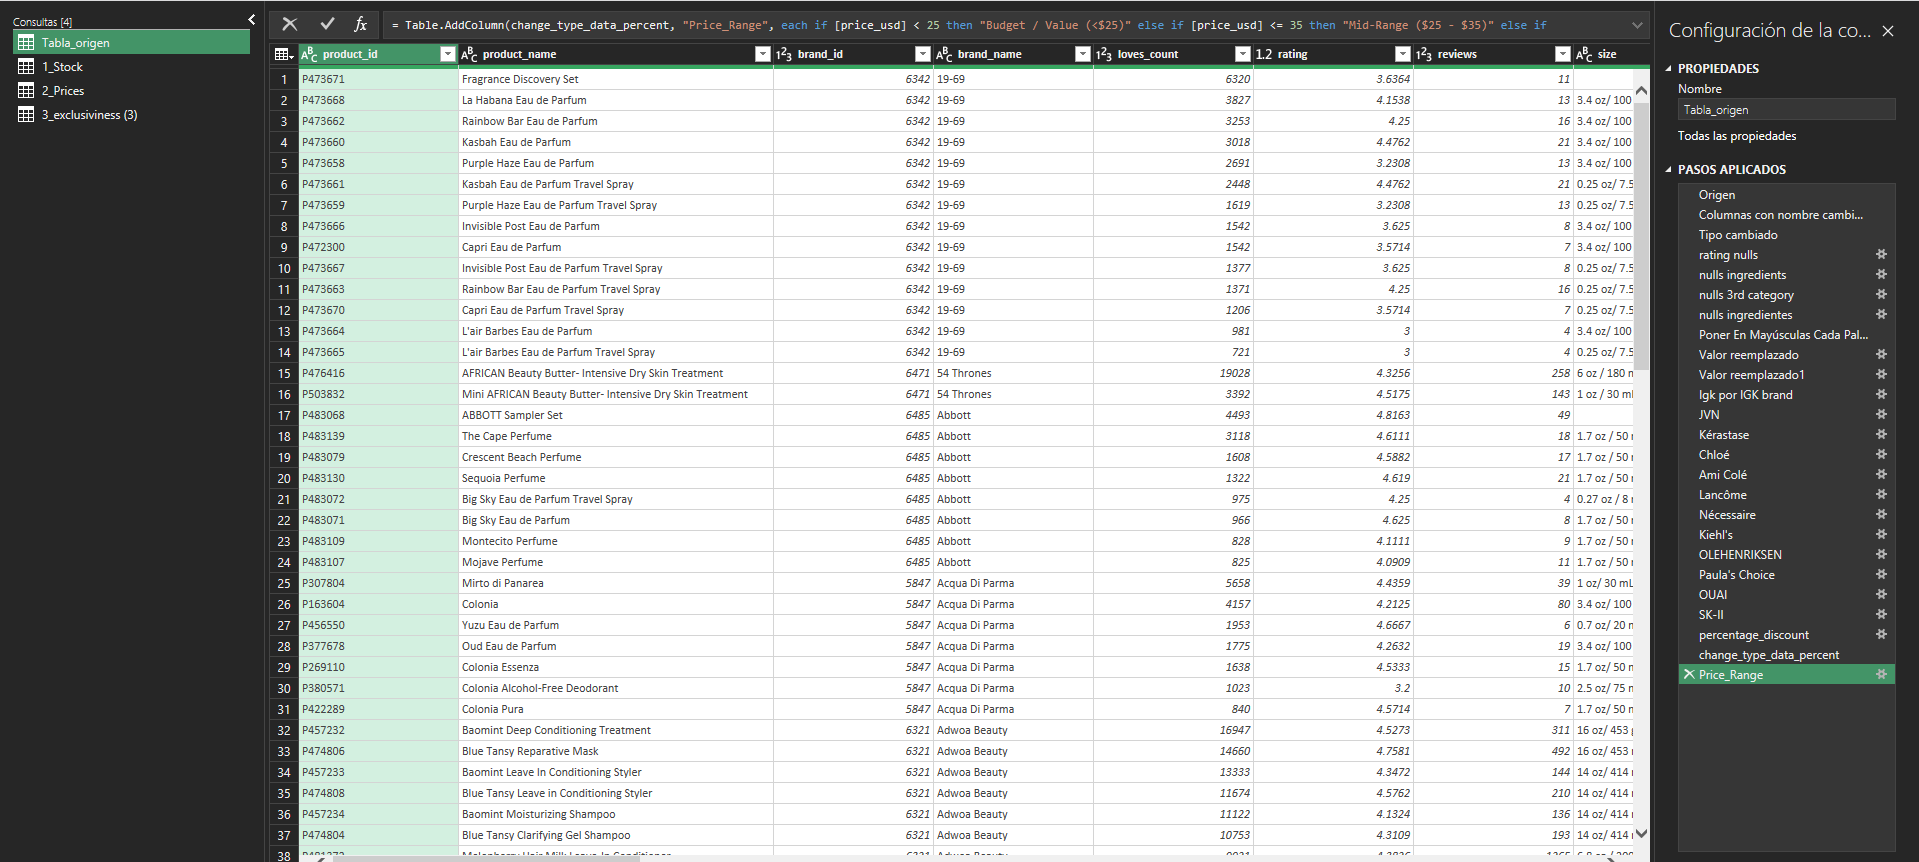 Consultas [4]
Tabla_origen
1_Stock
2_Prices
3_exclusiviness (3)
= Table.AddColumn(change_type_data_percent, "Price_Range", each if [price_usd] < 25 then "Budget / Value (<$25)" else if [price_usd] <= 35 then "Mid-Range ($25 - $35)" else if
product_id product_name brand_id brand_name loves_count rating reviews size
1 P473671 Fragrance Discovery Set 6342 19-69 6320 3.6364 11
2 P473668 La Habana Eau de Parfum 6342 19-69 3827 4.1538 13 3.4 oz/ 100
3 P473662 Rainbow Bar Eau de Parfum 6342 19-69 3253 4.25 16 3.4 oz/ 100
4 P473660 Kasbah Eau de Parfum 6342 19-69 3018 4.4762 21 3.4 oz/ 100
5 P473658 Purple Haze Eau de Parfum 6342 19-69 2691 3.2308 13 3.4 oz/ 100
6 P473661 Kasbah Eau de Parfum Travel Spray 6342 19-69 2448 4.4762 21 0.25 oz/ 7.5
7 P473659 Purple Haze Eau de Parfum Travel Spray 6342 19-69 1619 3.2308 13 0.25 oz/ 7.5
8 P473666 Invisible Post Eau de Parfum 6342 19-69 1542 3.625 8 3.4 oz/ 100
9 P472300 Capri Eau de Parfum 6342 19-69 1542 3.5714 7 3.4 oz/ 100
10 P473667 Invisible Post Eau de Parfum Travel Spray 6342 19-69 1377 3.625 8 0.25 oz/ 7.5
11 P473663 Rainbow Bar Eau de Parfum Travel Spray 6342 19-69 1371 4.25 16 0.25 oz/ 7.5
12 P473670 Capri Eau de Parfum Travel Spray 6342 19-69 1206 3.5714 7 0.25 oz/ 7.5
13 P473664 L'air Barbes Eau de Parfum 6342 19-69 981 3 4 3.4 oz/ 100
14 P473665 L'air Barbes Eau de Parfum Travel Spray 6342 19-69 721 3 4 0.25 oz/ 7.5
15 P476416 AFRICAN Beauty Butter- Intensive Dry Skin Treatment 6471 54 Thrones 19028 4.3256 258 6 oz / 180 m
16 P503832 Mini AFRICAN Beauty Butter- Intensive Dry Skin Treatment 6471 54 Thrones 3392 4.5175 143 1 oz / 30 ml
17 P483068 ABBOTT Sampler Set 6485 Abbott 4493 4.8163 49
18 P483139 The Cape Perfume 6485 Abbott 3118 4.6111 18 1.7 oz / 50
19 P483079 Crescent Beach Perfume 6485 Abbott 1608 4.5882 17 1.7 oz / 50
20 P483130 Sequoia Perfume 6485 Abbott 1322 4.619 21 1.7 oz / 50
21 P483072 Big Sky Eau de Parfum Travel Spray 6485 Abbott 975 4.25 4 0.27 oz / 8
22 P483071 Big Sky Eau de Parfum 6485 Abbott 966 4.625 8 1.7 oz / 50
23 P483109 Montecito Perfume 6485 Abbott 828 4.1111 9 1.7 oz / 50
24 P483107 Mojave Perfume 6485 Abbott 825 4.0909 11 1.7 oz / 50
25 P307804 Mirto di Panarea 5847 Acqua Di Parma 5658 4.4359 39 1 oz/ 30 mL
26 P163604 Colonia 5847 Acqua Di Parma 4157 4.2125 80 3.4 oz/ 100
27 P456550 Yuzu Eau de Parfum 5847 Acqua Di Parma 1953 4.6667 6 0.7 oz/ 20 m
28 P377678 Oud Eau de Parfum 5847 Acqua Di Parma 1775 4.2632 19 3.4 oz/ 100
29 P269110 Colonia Essenza 5847 Acqua Di Parma 1638 4.5333 15 1.7 oz/ 50 m
30 P380571 Colonia Alcohol-Free Deodorant 5847 Acqua Di Parma 1023 3.2 10 2.5 oz/ 75 m
31 P422289 Colonia Pura 5847 Acqua Di Parma 840 4.5714 7 1.7 oz/ 50 m
32 P457232 Baomint Deep Conditioning Treatment 6321 Adwoa Beauty 16947 4.5273 311 16 oz/ 453 g
33 P474806 Blue Tansy Reparative Mask 6321 Adwoa Beauty 14660 4.7581 492 16 oz/ 453
34 P457233 Baomint Leave In Conditioning Styler 6321 Adwoa Beauty 13333 4.3472 144 14 oz/ 414
35 P474808 Blue Tansy Leave in Conditioning Styler 6321 Adwoa Beauty 11674 4.5762 210 14 oz/ 414
36 P457234 Baomint Moisturizing Shampoo 6321 Adwoa Beauty 11122 4.1324 136 14 oz/ 414
37 P474804 Blue Tansy Clarifying Gel Shampoo 6321 Adwoa Beauty 10753 4.3109 193 14 oz/ 414
38
Configuración de la co...
PROPIEDADES
Nombre
Tabla_origen
Todas las propiedades
PASOS APLICADOS
Origen
Columnas con nombre cambi...
Tipo cambiado
rating nulls
nulls ingredients
nulls 3rd category
nulls ingredientes
Poner En Mayúsculas Cada Pal...
Valor reemplazado
Valor reemplazado1
Igk por IGK brand
JVN
Kérastase
Chloé
Ami Colé
Lancôme
Nécessaire
Kiehl's
OLEHENRIKSEN
Paula's Choice
OUAI
SK-II
percentage_discount
change_type_data_percent
Price_Range